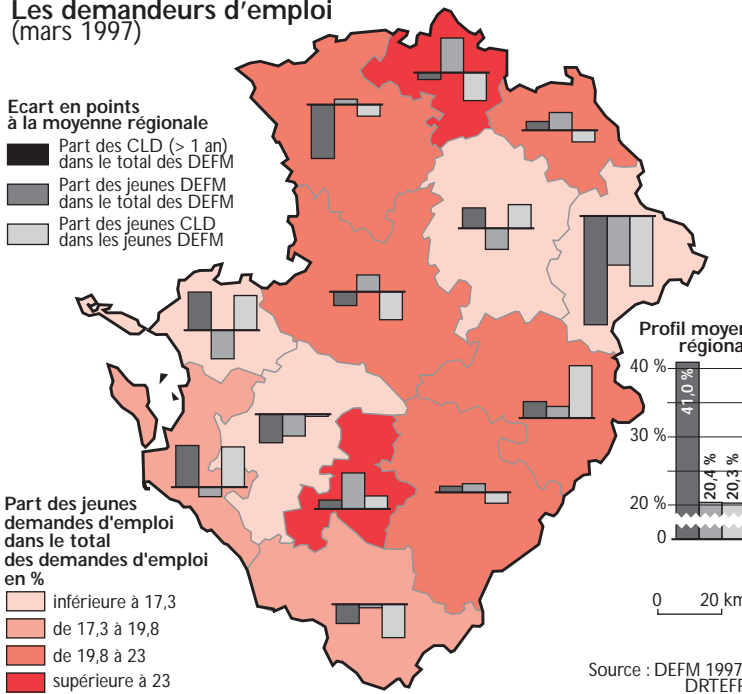 Les demandeurs d'emploi
(mars 1997)
Ecart en points
à la moyenne régionale
Part des CLD (> 1 an)
dans le total des DEFM
Part des jeunes DEFM
dans le total des DEFM
Part des jeunes CLD
dans les jeunes DEFM
Profil moyen
régional
40 %
30 %
20 %
0
41,0 %
20,4 %
20,3 %
Part des jeunes
demandes d'emploi
dans le total
des demandes d'emploi
en %
inférieure à 17,3
de 17,3 à 19,8
de 19,8 à 23
supérieure à 23
0 20 km
Source : DEFM 1997
DRTEFP